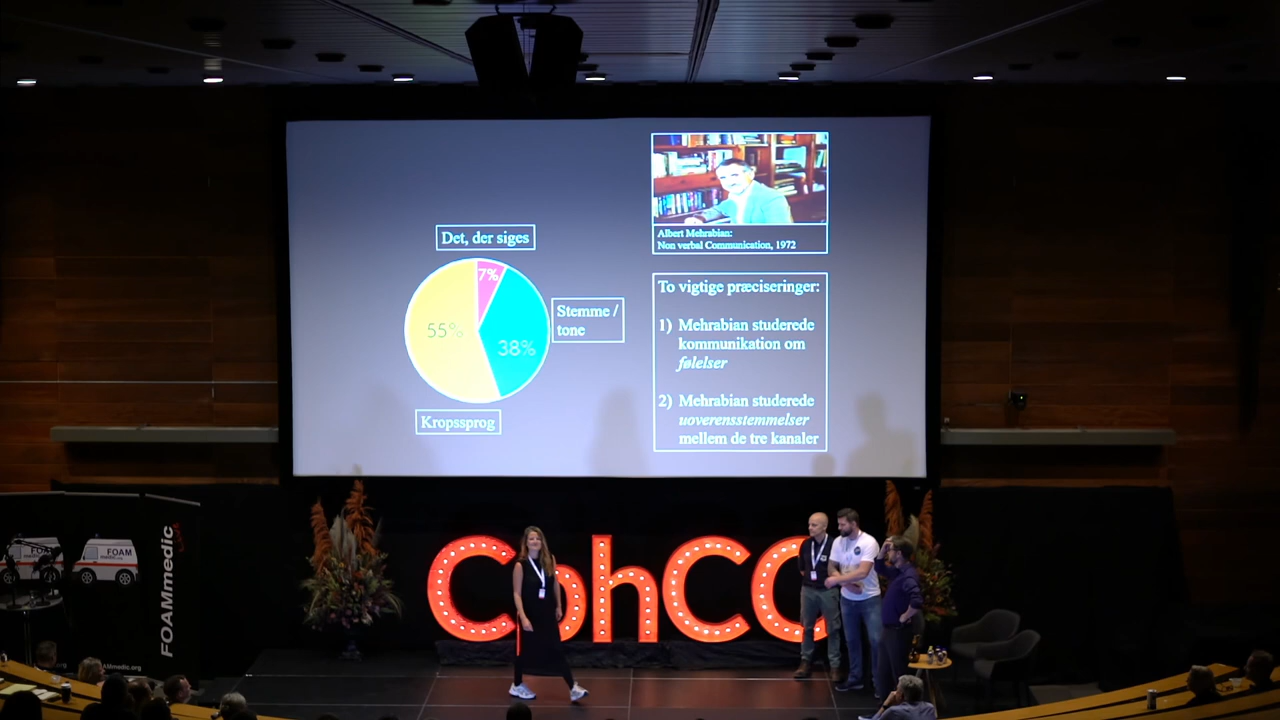 Det, der siges
7%
55%
38%
Stemme /
tone
Kropssprog
Albert Mehrabian:
Non verbal Communication, 1972
To vigtige præciseringer:
1) Mehrabian studerede
kommunikation om
følelser
2) Mehrabian studerede
uoverensstemmelser
mellem de tre kanaler
CphCC
FOAM
FOAM
FOAMmedic